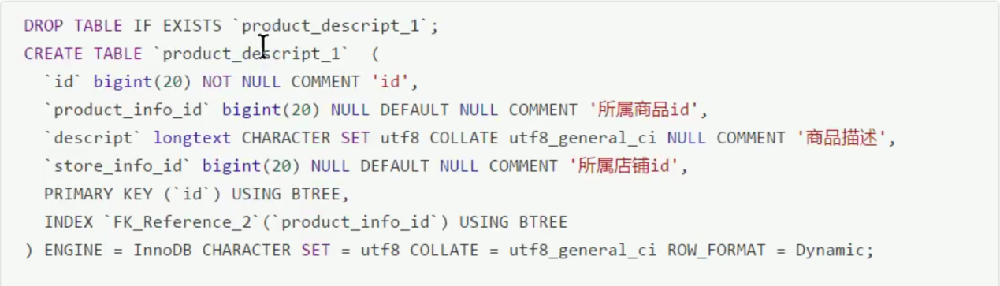 DROP TABLE IF EXISTS `product_descript_1`;
CREATE TABLE `product_descript_1`  (
  `id` bigint(20) NOT NULL COMMENT 'id',
  `product_info_id` bigint(20) NULL DEFAULT NULL COMMENT '所属商品id',
  `descript` longtext CHARACTER SET utf8 COLLATE utf8_general_ci NULL COMMENT '商品描述',
  `store_info_id` bigint(20) NULL DEFAULT NULL COMMENT '所属店铺id',
  PRIMARY KEY (`id`) USING BTREE,
  INDEX `FK_Reference_2`(`product_info_id`) USING BTREE
) ENGINE = InnoDB CHARACTER SET = utf8 COLLATE = utf8_general_ci ROW_FORMAT = Dynamic;